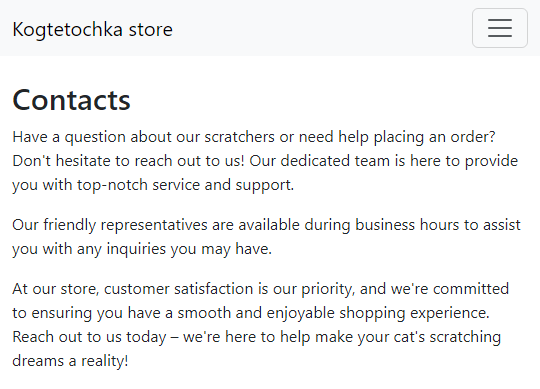 Kogtetochka store
Contacts
Have a question about our scratchers or need help placing an order?
Don't hesitate to reach out to us! Our dedicated team is here to provide
you with top-notch service and support.
Our friendly representatives are available during business hours to assist
you with any inquiries you may have.
At our store, customer satisfaction is our priority, and we're committed
to ensuring you have a smooth and enjoyable shopping experience.
Reach out to us today – we're here to help make your cat's scratching
dreams a reality!